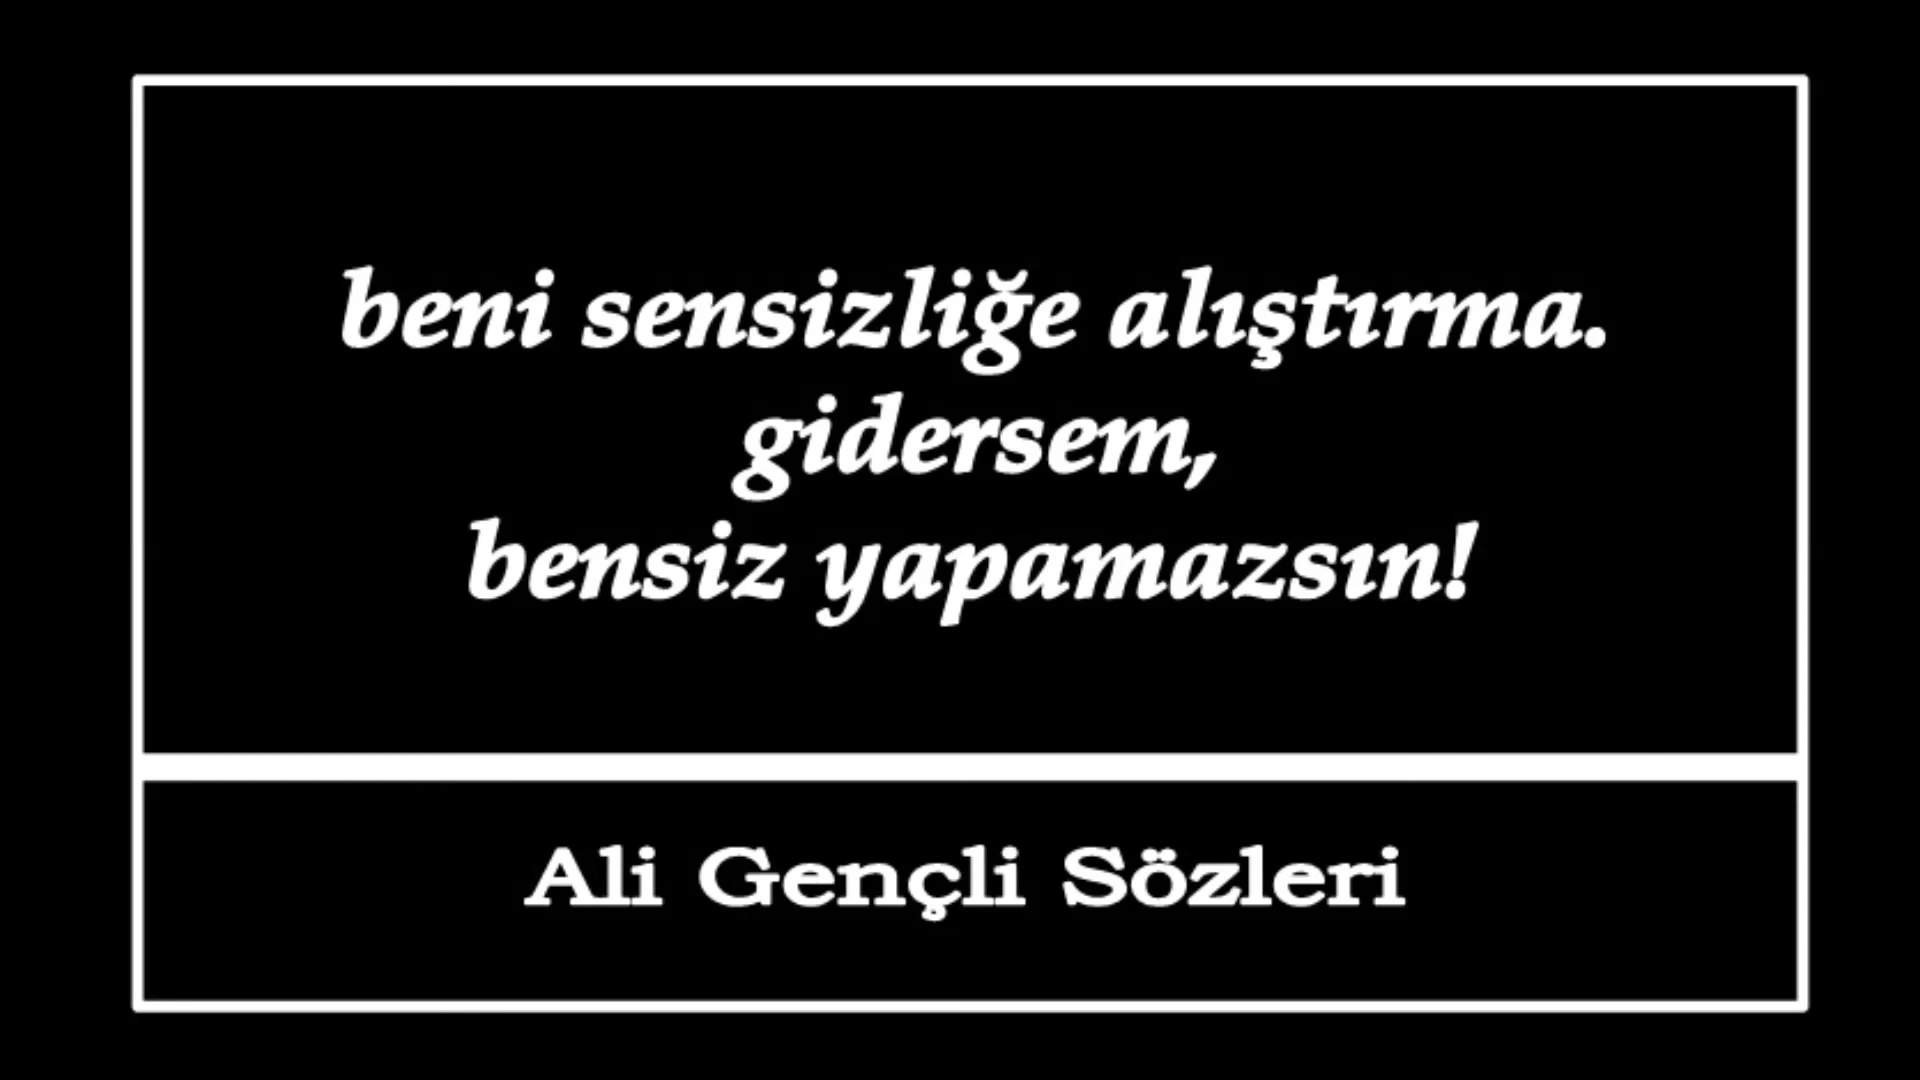 beni sensizliğe alıştırma.
gidersem,
bensiz yapamazsın!
Ali Gençli Sözleri